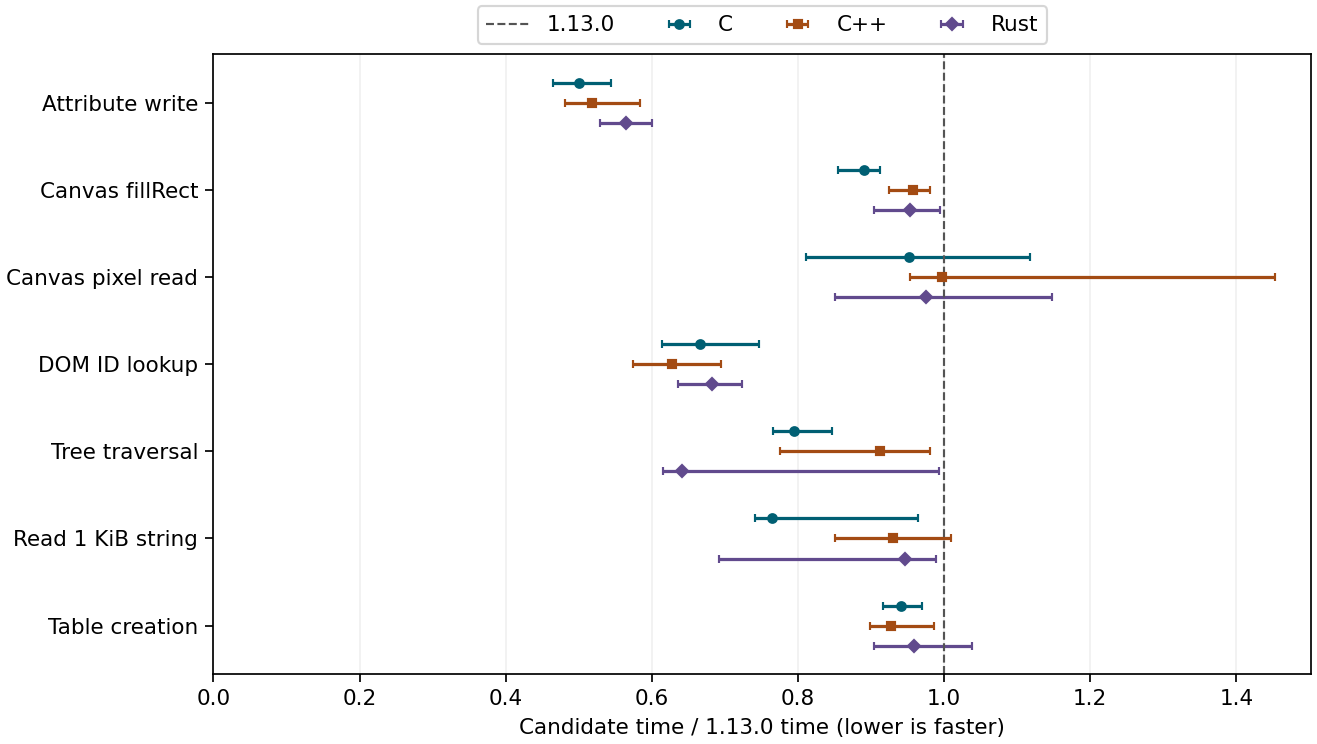 1.13.0 C C++ Rust
Attribute write
Canvas fillRect
Canvas pixel read
DOM ID lookup
Tree traversal
Read 1 KiB string
Table creation
0.0 0.2 0.4 0.6 0.8 1.0 1.2 1.4
Candidate time / 1.13.0 time (lower is faster)